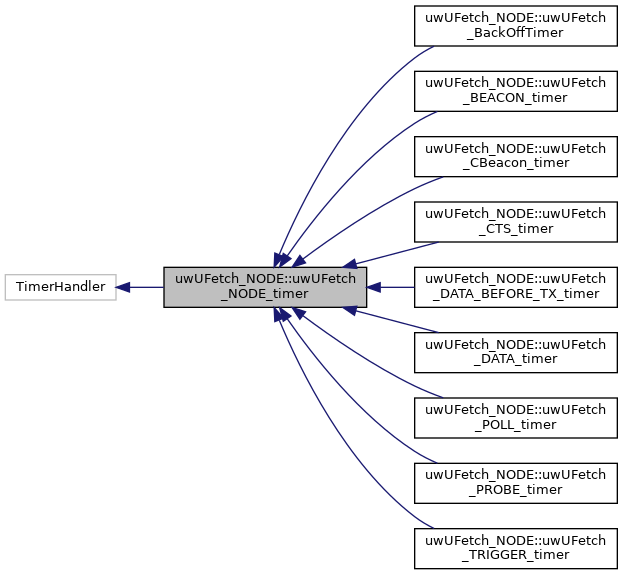 uwUFetch_NODE::uwUFetch
_BackOffTimer
uwUFetch_NODE::uwUFetch
_BEACON_timer
uwUFetch_NODE::uwUFetch
_CBeacon_timer
uwUFetch_NODE::uwUFetch
_CTS_timer
TimerHandler
uwUFetch_NODE::uwUFetch
_NODE_timer
uwUFetch_NODE::uwUFetch
_DATA_BEFORE_TX_timer
uwUFetch_NODE::uwUFetch
_DATA_timer
uwUFetch_NODE::uwUFetch
_POLL_timer
uwUFetch_NODE::uwUFetch
_PROBE_timer
uwUFetch_NODE::uwUFetch
_TRIGGER_timer